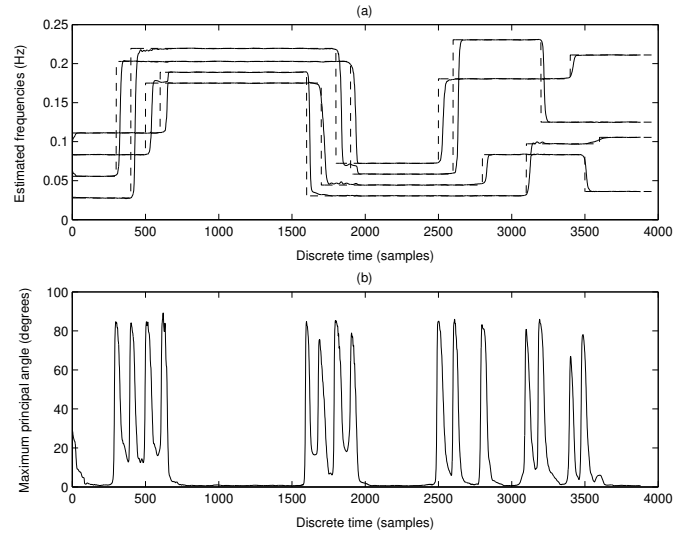 (a)
0.25
0.2
0.15
0.1
0.05
0
Estimated frequencies (Hz)
0 500 1000 1500 2000 2500 3000 3500 4000
Discrete time (samples)
(b)
100
80
60
40
20
0
Maximum principal angle (degrees)
0 500 1000 1500 2000 2500 3000 3500 4000
Discrete time (samples)